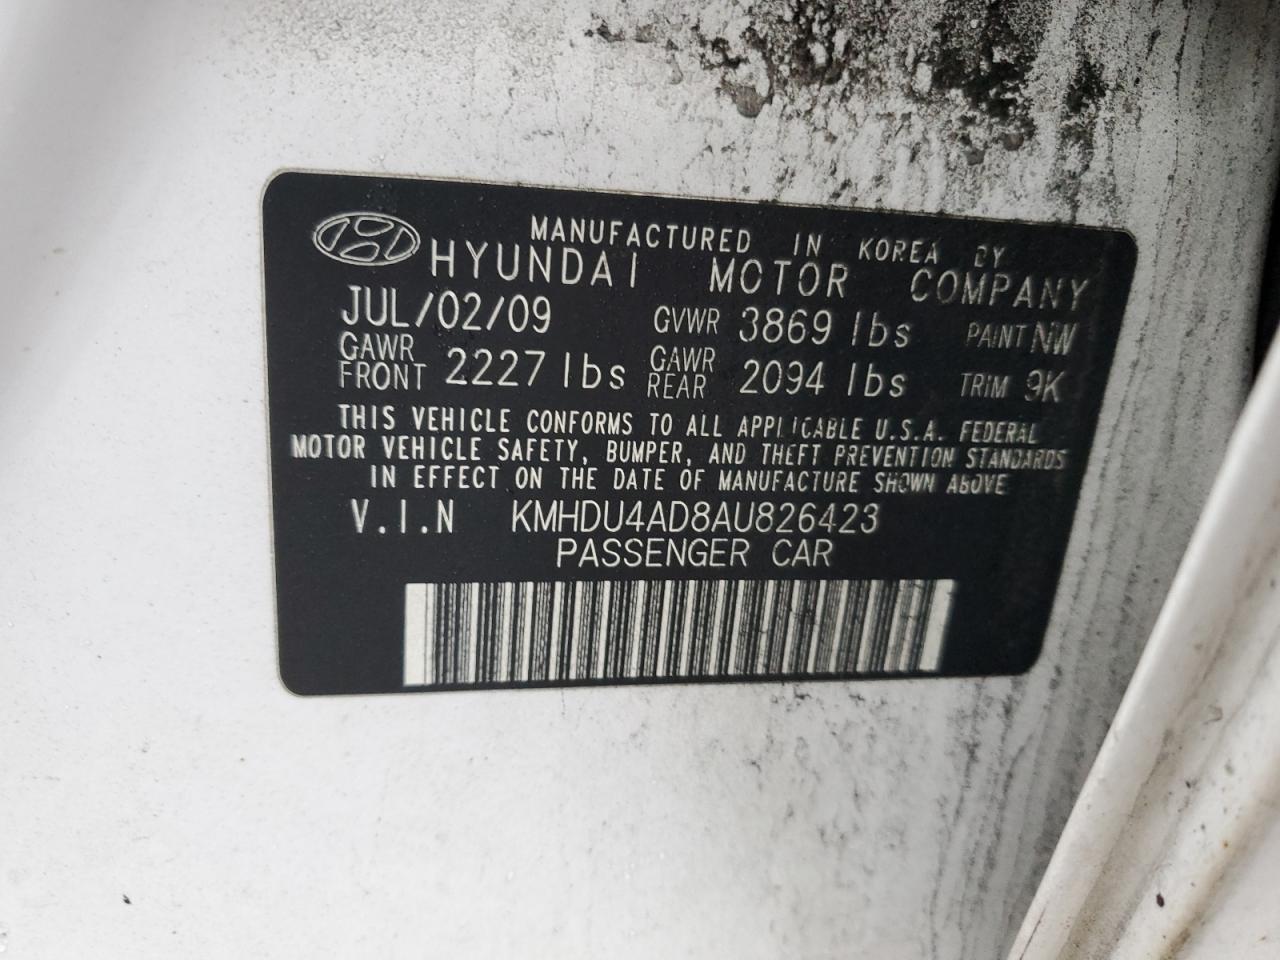 MANUFACTURED IN KOREA BY
HYUNDAI MOTOR COMPANY
JUL/02/09 GVWR 3869 lbs PAINT NW
GAWR FRONT 2227 lbs GAWR REAR 2094 lbs TRIM 9K
THIS VEHICLE CONFORMS TO ALL APPLICABLE U.S.A. FEDERAL
MOTOR VEHICLE SAFETY, BUMPER, AND THEFT PREVENTION STANDARDS
IN EFFECT ON THE DATE OF MANUFACTURE SHOWN ABOVE
V.I.N KMHDU4AD8AU826423
PASSENGER CAR